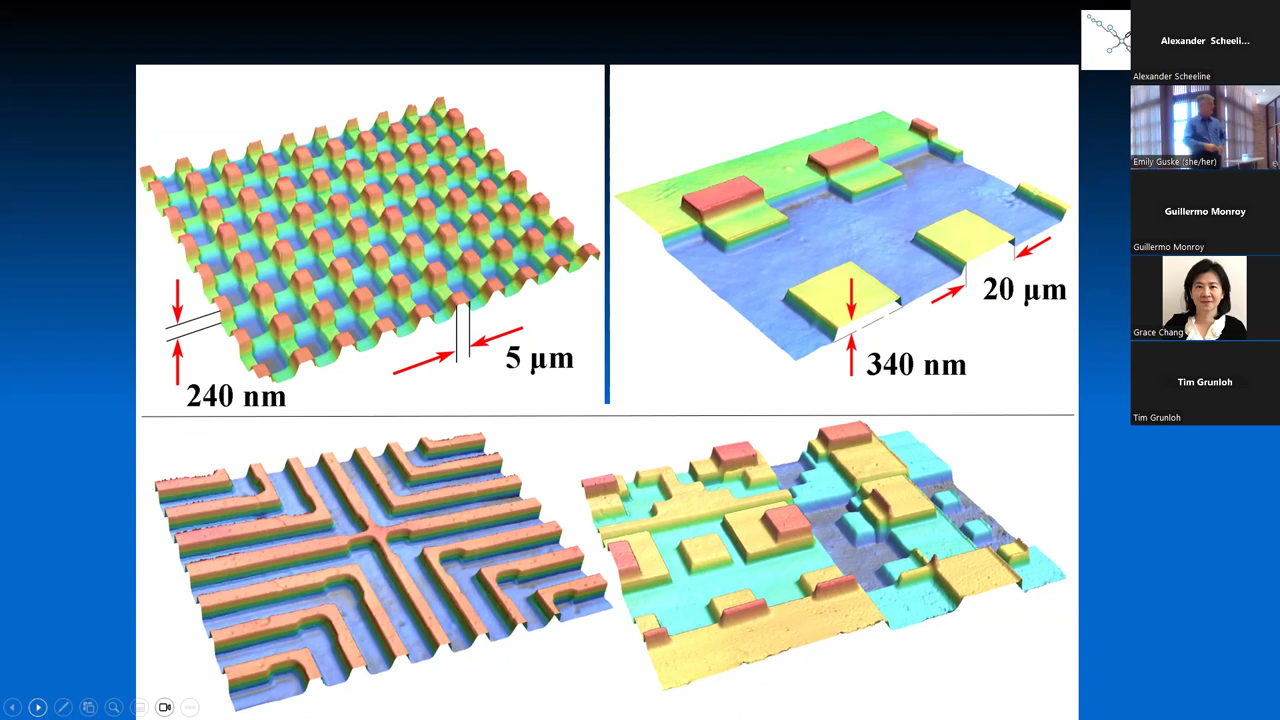 240 nm
5 μm
20 μm
340 nm
Alexander Scheeli...
Alexander Scheeline
Emily Guske (she/her)
Guillermo Monroy
Guillermo Monroy
Grace Chang
Tim Grunloh
Tim Grunloh